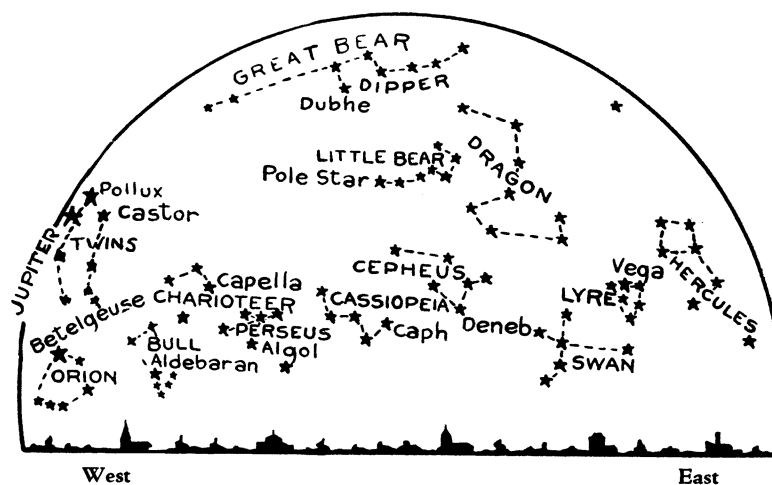 GREAT BEAR
DIPPER
Dubhe
DRAGON
LITTLE BEAR
Pole Star
Pollux
Castor
TWINS
JUPITER
CEPHEUS
Vega
HERCULES
Capella
CHARIOTEER
CASSIOPEIA
LYRE
Betelgeuse
PERSEUS
Caph
Deneb
BULL
Algol
Aldebaran
SWAN
ORION
West
East